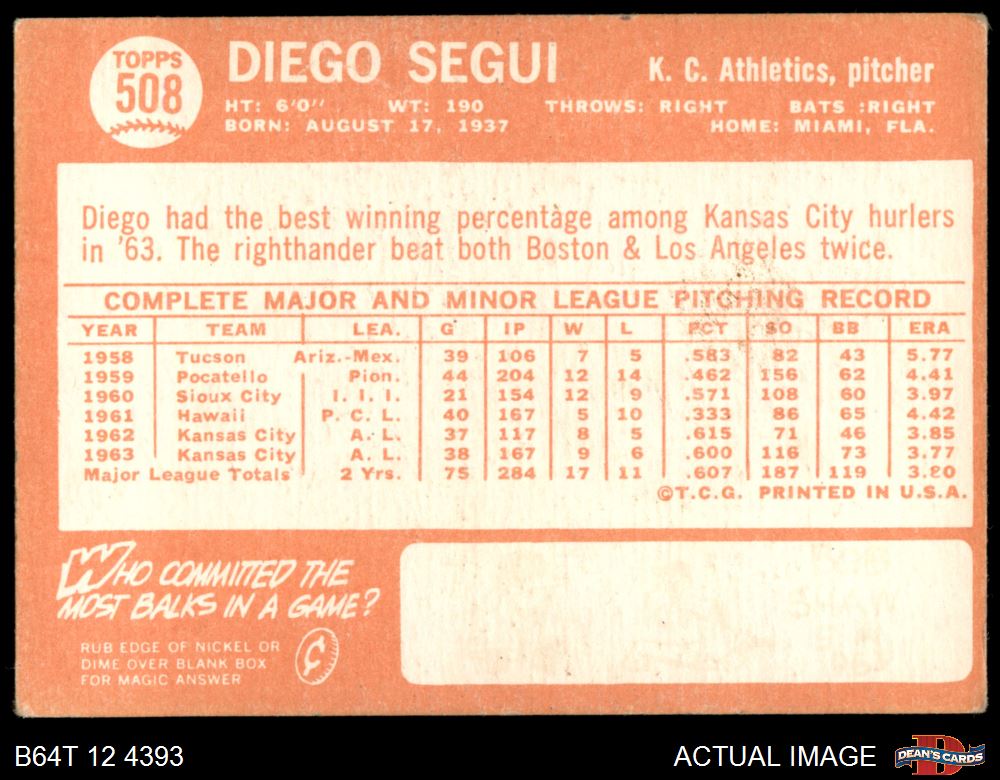 TOPPS
508
DIEGO SEGUI
K. C. Athletics, pitcher
HT: 6'0" WT: 190 THROWS: RIGHT BATS :RIGHT
BORN: AUGUST 17, 1937 HOME: MIAMI, FLA.
Diego had the best winning percentage among Kansas City hurlers
in '63. The righthander beat both Boston & Los Angeles twice.
COMPLETE MAJOR AND MINOR LEAGUE PITCHING RECORD
YEAR TEAM LEA. G IP W L PCT SO BB ERA
1958 Tucson Ariz.-Mex. 39 106 7 5 .583 82 43 5.77
1959 Pocatello Pion. 44 204 12 14 .462 156 62 4.41
1960 Sioux City I. I. I. 21 154 12 9 .571 108 60 3.97
1961 Hawaii P. C. L. 40 167 5 10 .333 86 65 4.42
1962 Kansas City A. L. 37 117 8 5 .615 71 46 3.85
1963 Kansas City A. L. 38 167 9 6 .600 116 73 3.77
Major League Totals 2 Yrs. 75 284 17 11 .607 187 119 3.80
©T.C.G. PRINTED IN U.S.A.
WHO COMMITTED THE
MOST BALKS IN A GAME?
RUB EDGE OF NICKEL OR
DIME OVER BLANK BOX
FOR MAGIC ANSWER
¢
B64T 12 4393
ACTUAL IMAGE
DEAN'S CARDS